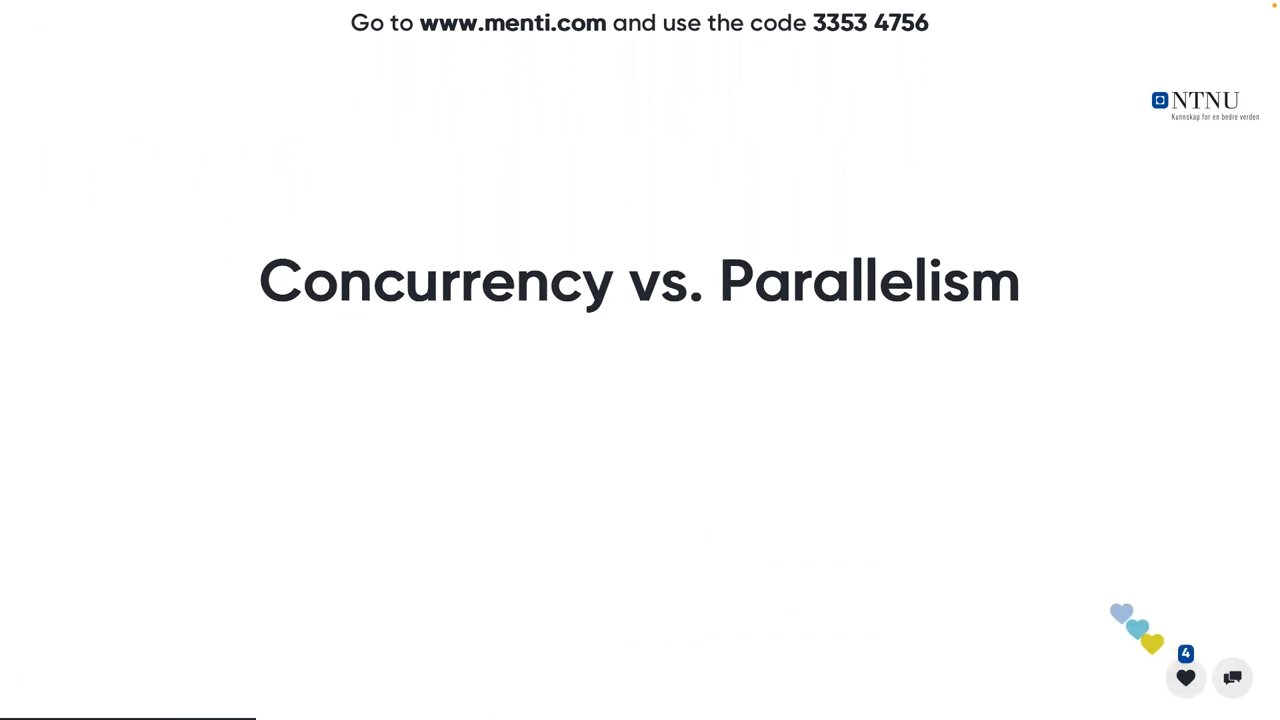 Go to www.menti.com and use the code 3353 4756
NTNU
Kunnskap for en bedre verden
Concurrency vs. Parallelism
4